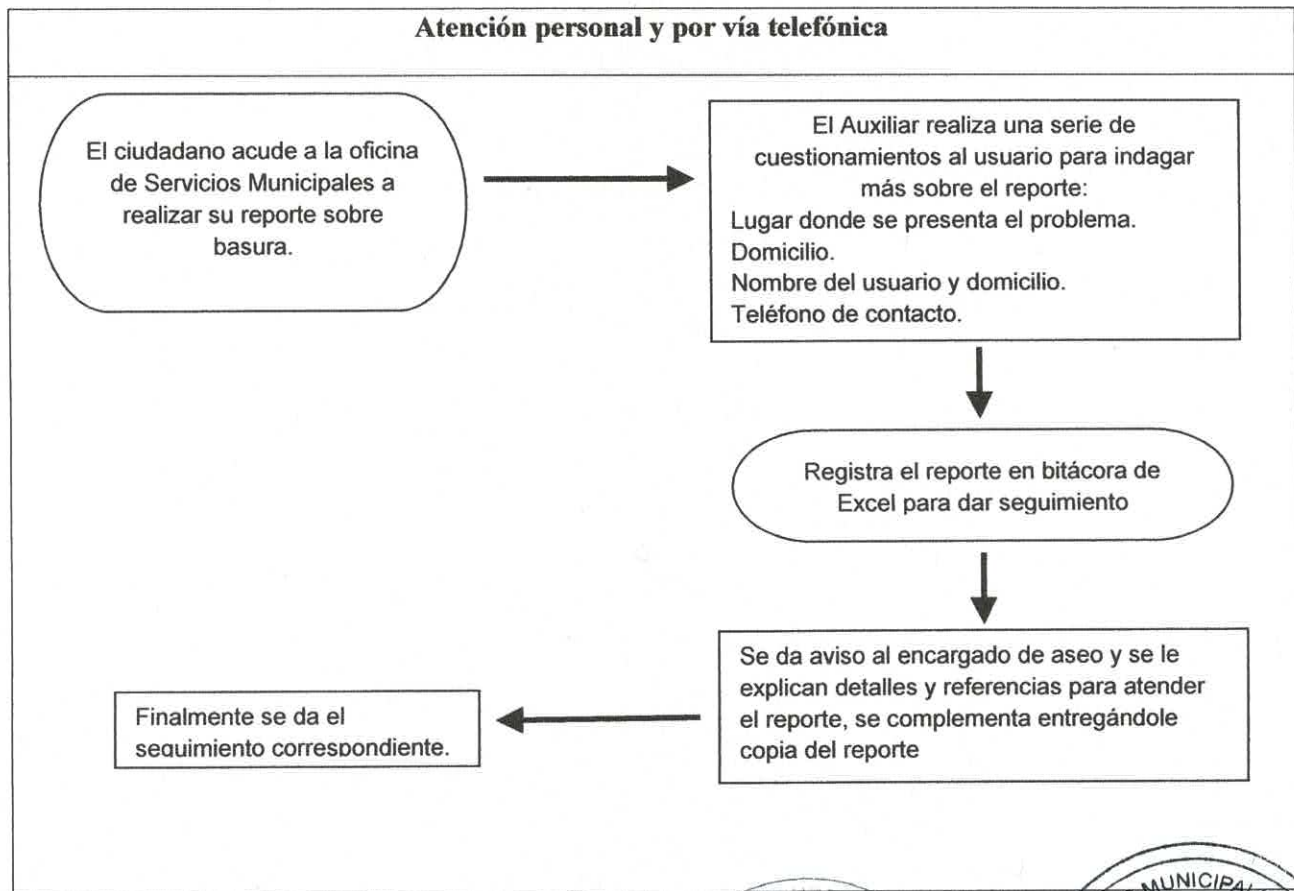 Atención personal y por vía telefónica
El ciudadano acude a la oficina
de Servicios Municipales a
realizar su reporte sobre
basura.
El Auxiliar realiza una serie de
cuestionamientos al usuario para indagar
más sobre el reporte:
Lugar donde se presenta el problema.
Domicilio.
Nombre del usuario y domicilio.
Teléfono de contacto.
Registra el reporte en bitácora de
Excel para dar seguimiento
Se da aviso al encargado de aseo y se le
explican detalles y referencias para atender
el reporte, se complementa entregándole
copia del reporte
Finalmente se da el
seguimiento correspondiente.
MUNICIPAL